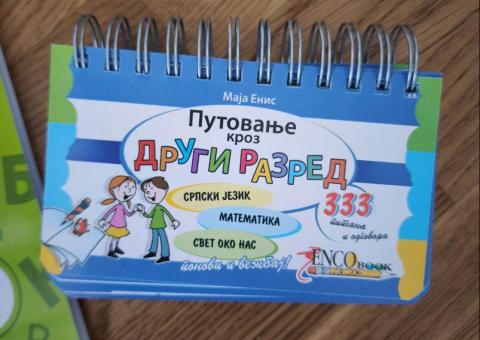 Маја Енис
Путовање
кроз
ДРУГИ РАЗРЕД
СРПСКИ ЈЕЗИК
МАТЕМАТИКА
СВЕТ ОКО НАС
понови и вежбај!
333
питања
и одговора
ENCO BOOK
Б